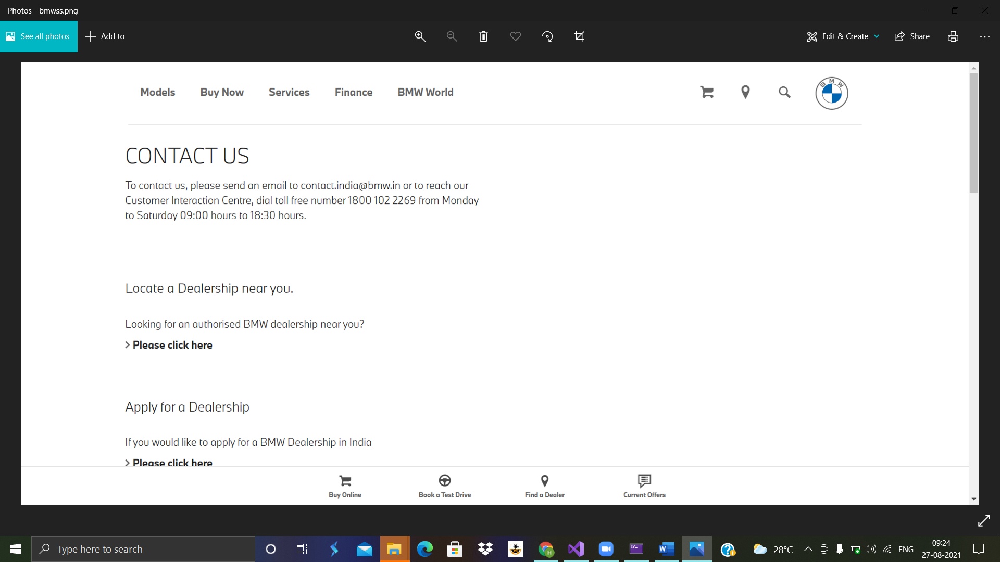 Photos - bmwss.png
See all photos
Add to
Edit & Create
Share
Models
Buy Now
Services
Finance
BMW World
BMW
CONTACT US
To contact us, please send an email to contact.india@bmw.in or to reach our
Customer Interaction Centre, dial toll free number 1800 102 2269 from Monday
to Saturday 09:00 hours to 18:30 hours.
Locate a Dealership near you.
Looking for an authorised BMW dealership near you?
Please click here
Apply for a Dealership
If you would like to apply for a BMW Dealership in India
Please click here
Buy Online
Book a Test Drive
Find a Dealer
Current Offers
Type here to search
28°C
ENG
09:24
27-08-2021